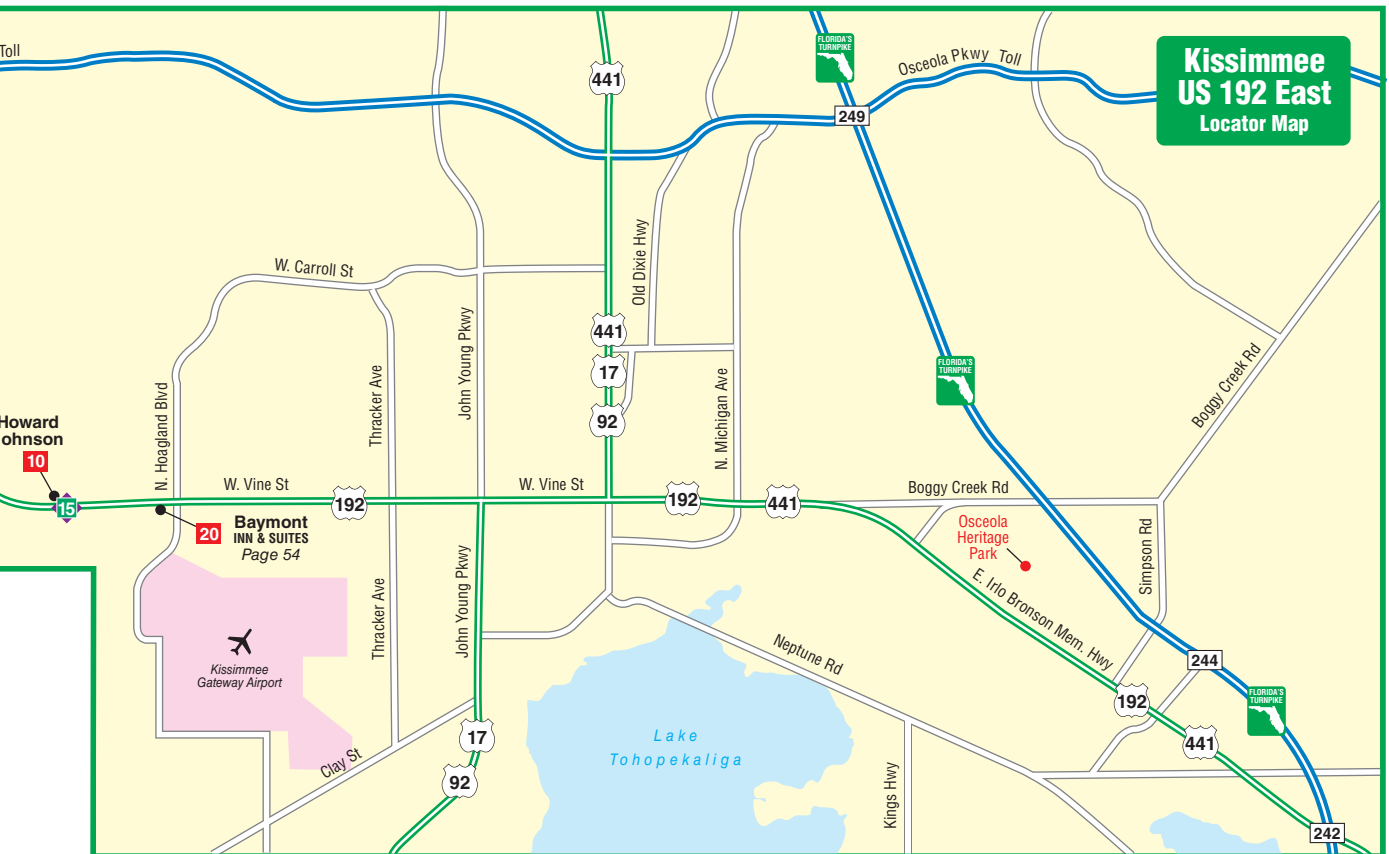 Toll
FLORIDA'S
TURNPIKE
Osceola Pkwy Toll
Kissimmee
US 192 East
Locator Map
441
249
Old Dixie Hwy
W. Carroll St
John Young Pkwy
441
17
92
FLORIDA'S
TURNPIKE
Boggy Creek Rd
N. Hoagland Blvd
Thracker Ave
N. Michigan Ave
Howard
ohnson
10
15
W. Vine St
192
W. Vine St
192
441
Boggy Creek Rd
20
Baymont
INN & SUITES
Page 54
Osceola
Heritage
Park
Simpson Rd
E. Irlo Bronson Mem. Hwy
Thracker Ave
John Young Pkwy
Kissimmee
Gateway Airport
Neptune Rd
244
192
FLORIDA'S
TURNPIKE
441
Lake
Tohopekaliga
17
92
Clay St
Kings Hwy
242